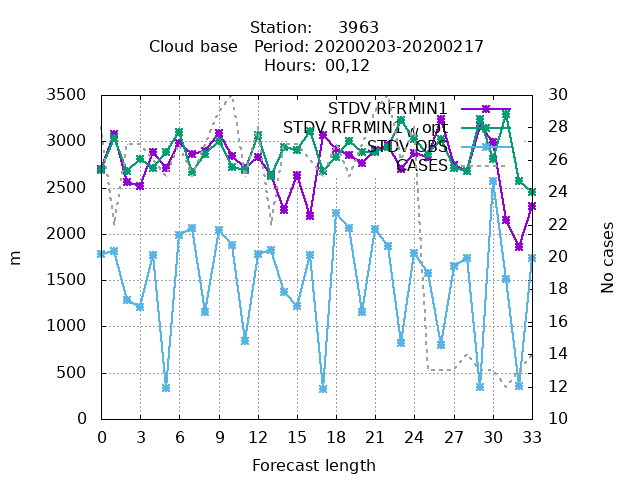 Station: 3963
Cloud base Period: 20200203-20200217
Hours: 00,12
STDV RFRMIN1
STDV RFRMIN1 v opt
STDV OBS
CASES
3500
3000
2500
2000
1500
1000
500
0
m
30
28
26
24
22
20
18
16
14
12
10
No cases
0 3 6 9 12 15 18 21 24 27 30 33
Forecast length